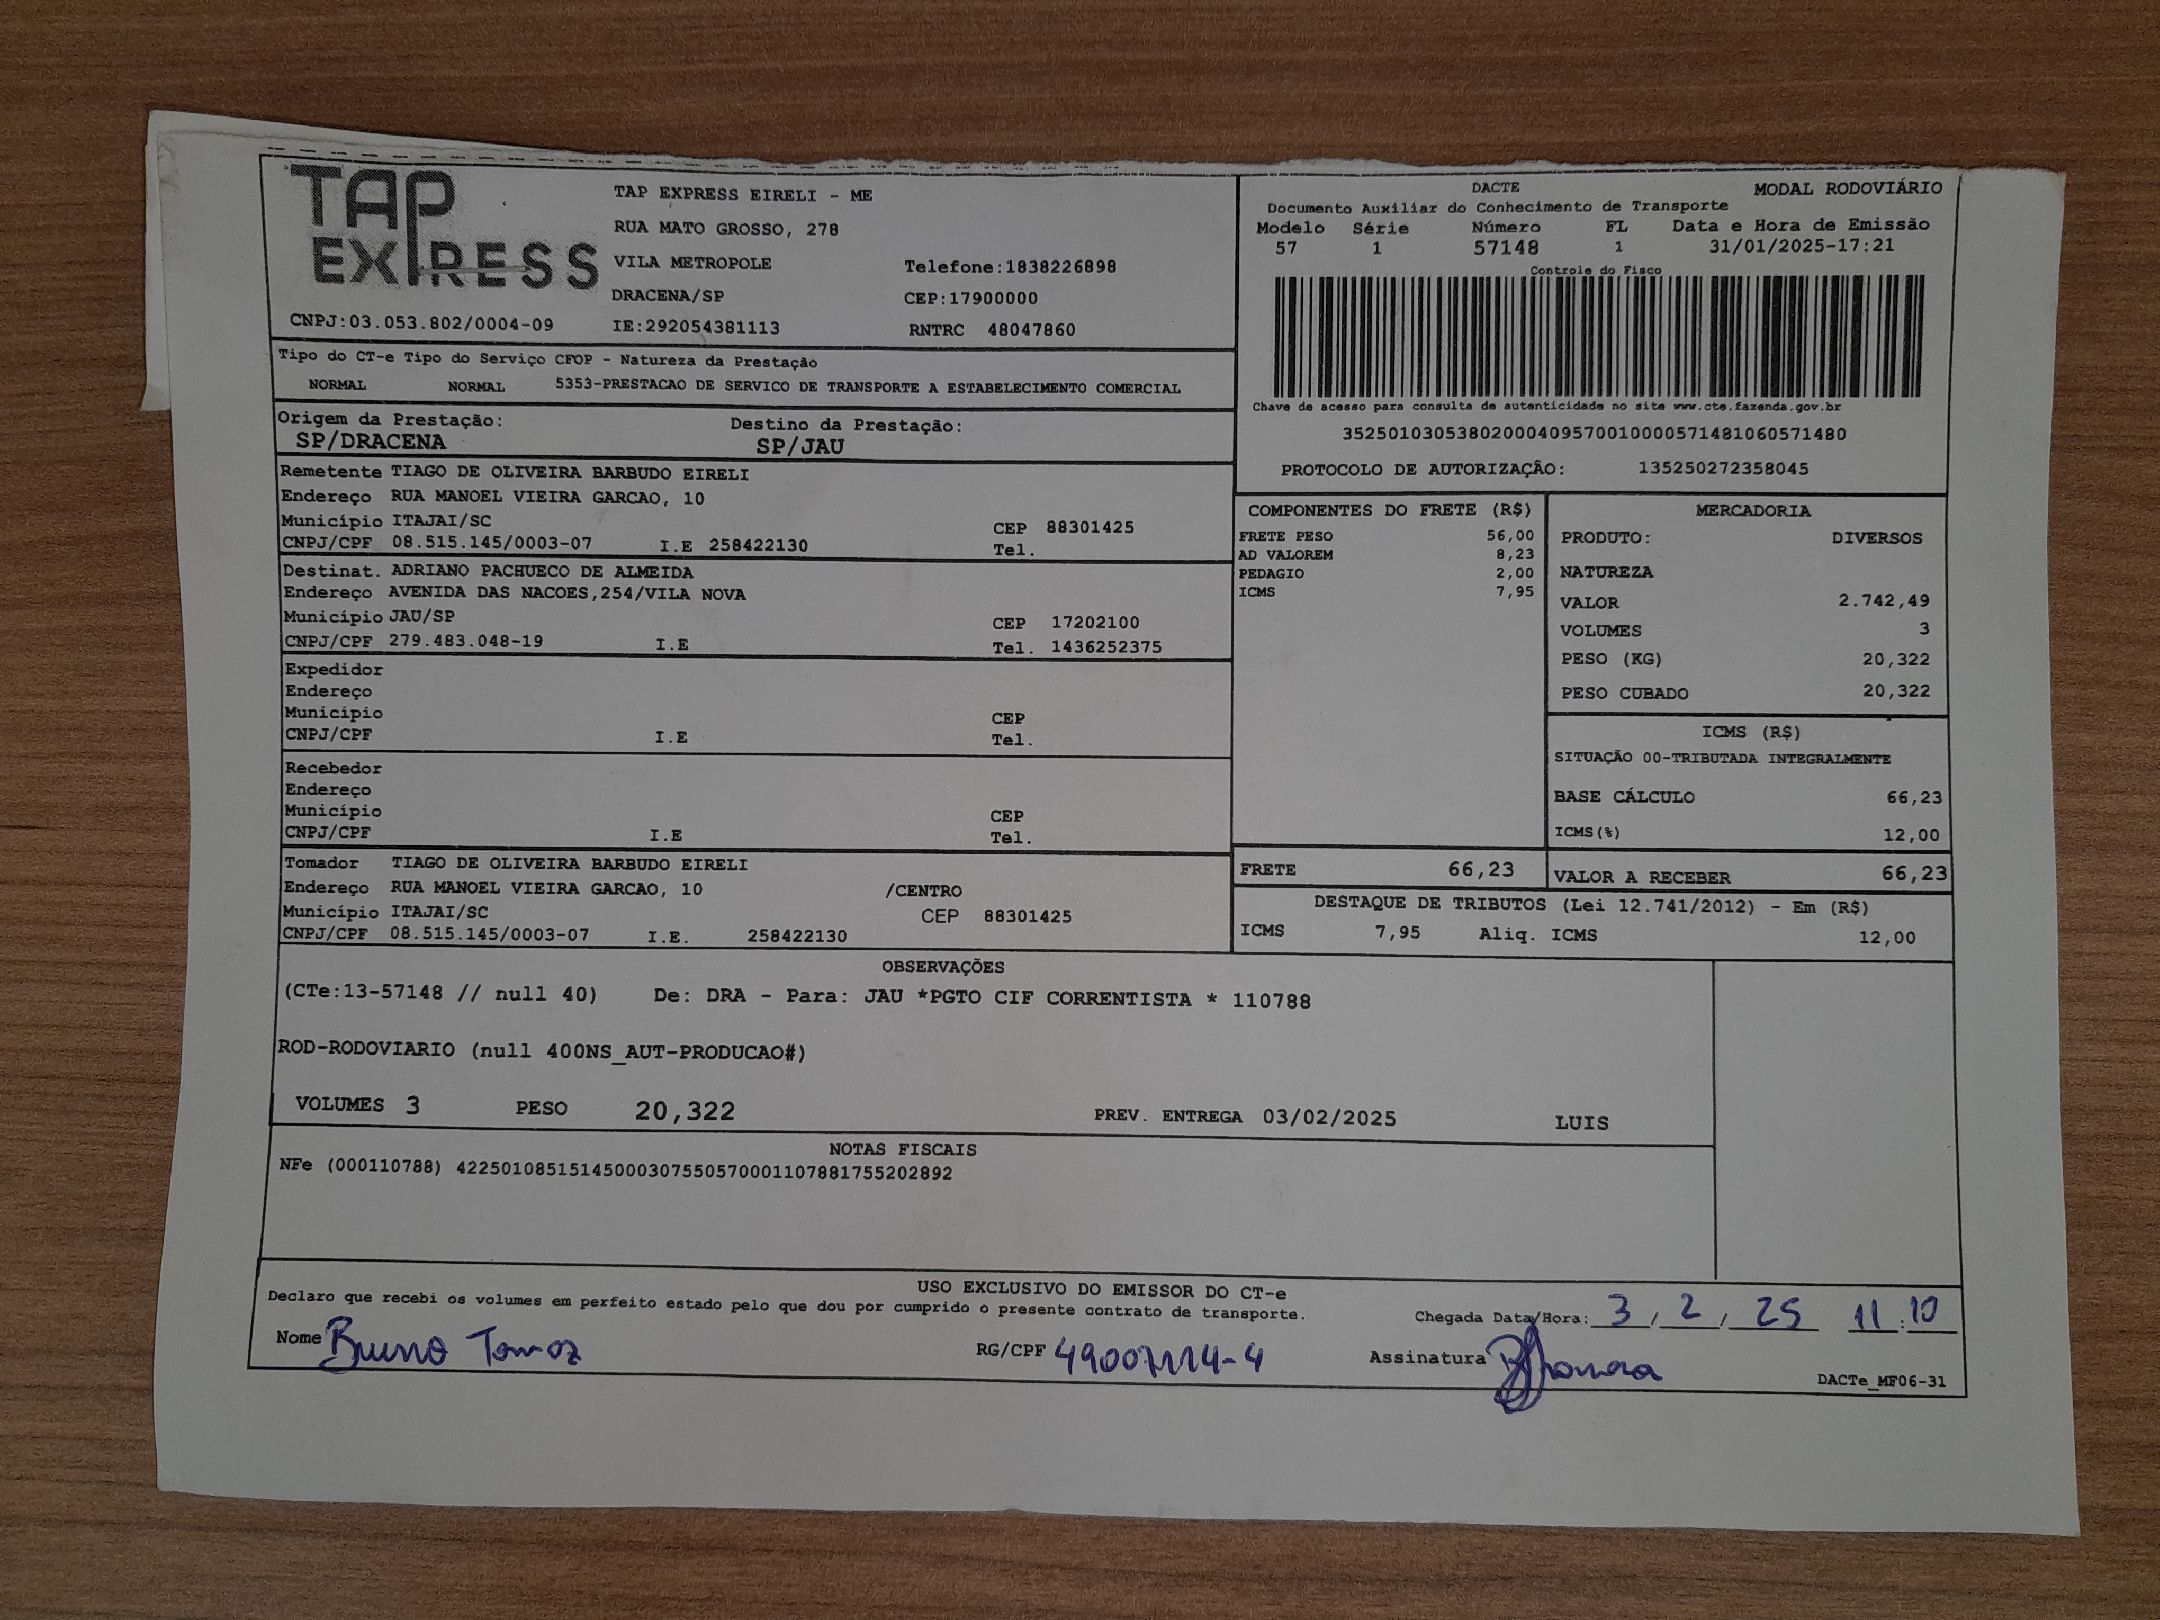 TAP
EXPRESS
TAP EXPRESS EIRELI - ME
RUA MATO GROSSO, 278
VILA METROPOLE Telefone:1838226898
DRACENA/SP CEP:17900000
CNPJ:03.053.802/0004-09 IE:292054381113 RNTRC 48047860
DACTE MODAL RODOVIÁRIO
Documento Auxiliar do Conhecimento de Transporte
Modelo Série Número FL Data e Hora de Emissão
57 1 57148 1 31/01/2025-17:21
Controle do Fisco
Chave de acesso para consulta de autenticidade no site www.cte.fazenda.gov.br
35250103053802000409570010000571481060571480
PROTOCOLO DE AUTORIZAÇÃO: 135250272358045
Tipo do CT-e Tipo do Serviço CFOP - Natureza da Prestação
NORMAL NORMAL 5353-PRESTACAO DE SERVICO DE TRANSPORTE A ESTABELECIMENTO COMERCIAL
Origem da Prestação: Destino da Prestação:
SP/DRACENA SP/JAU
Remetente TIAGO DE OLIVEIRA BARBUDO EIRELI
Endereço RUA MANOEL VIEIRA GARCAO, 10
Município ITAJAI/SC CEP 88301425
CNPJ/CPF 08.515.145/0003-07 I.E 258422130 Tel.
Destinat. ADRIANO PACHUECO DE ALMEIDA
Endereço AVENIDA DAS NACOES,254/VILA NOVA
Município JAU/SP CEP 17202100
CNPJ/CPF 279.483.048-19 I.E Tel. 1436252375
Expedidor
Endereço
Município CEP
CNPJ/CPF I.E Tel.
Recebedor
Endereço
Município CEP
CNPJ/CPF I.E Tel.
Tomador TIAGO DE OLIVEIRA BARBUDO EIRELI
Endereço RUA MANOEL VIEIRA GARCAO, 10 /CENTRO
Município ITAJAI/SC CEP 88301425
CNPJ/CPF 08.515.145/0003-07 I.E. 258422130
COMPONENTES DO FRETE (R$)
FRETE PESO 56,00
AD VALOREM 8,23
PEDAGIO 2,00
ICMS 7,95
MERCADORIA
PRODUTO: DIVERSOS
NATUREZA
VALOR 2.742,49
VOLUMES 3
PESO (KG) 20,322
PESO CUBADO 20,322
ICMS (R$)
SITUAÇÃO 00-TRIBUTADA INTEGRALMENTE
BASE CÁLCULO 66,23
ICMS(%) 12,00
FRETE 66,23 VALOR A RECEBER 66,23
DESTAQUE DE TRIBUTOS (Lei 12.741/2012) - Em (R$)
ICMS 7,95 Aliq. ICMS 12,00
OBSERVAÇÕES
(CTe:13-57148 // null 40) De: DRA - Para: JAU *PGTO CIF CORRENTISTA * 110788
ROD-RODOVIARIO (null 400NS_AUT-PRODUCAO#)
VOLUMES 3 PESO 20,322 PREV. ENTREGA 03/02/2025 LUIS
NOTAS FISCAIS
NFe (000110788) 42250108515145000307550570001107881755202892
USO EXCLUSIVO DO EMISSOR DO CT-e
Declaro que recebi os volumes em perfeito estado pelo que dou por cumprido o presente contrato de transporte. Chegada Data/Hora: 3 / 2 / 25 11:10
Nome Bruno Tomaz RG/CPF 49007114-4 Assinatura
DACTe_MF06-31